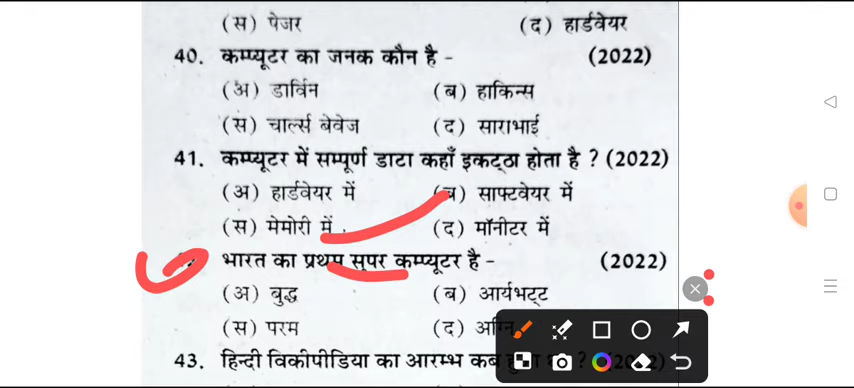 (स) पेजर (द) हार्डवेयर
40. कम्प्यूटर का जनक कौन है - (2022)
(अ) डार्विन (ब) हाकिन्स
(स) चार्ल्स बेवेज (द) साराभाई
41. कम्प्यूटर में सम्पूर्ण डाटा कहाँ इकट्ठा होता है ? (2022)
(अ) हार्डवेयर में (ब) साफ्टवेयर में
(स) मेमोरी में (द) मॉनीटर में
भारत का प्रथम सुपर कम्प्यूटर है - (2022)
(अ) बुद्ध (ब) आर्यभट्ट
(स) परम (द) अग्नि
43. हिन्दी विकीपीडिया का आरम्भ कब